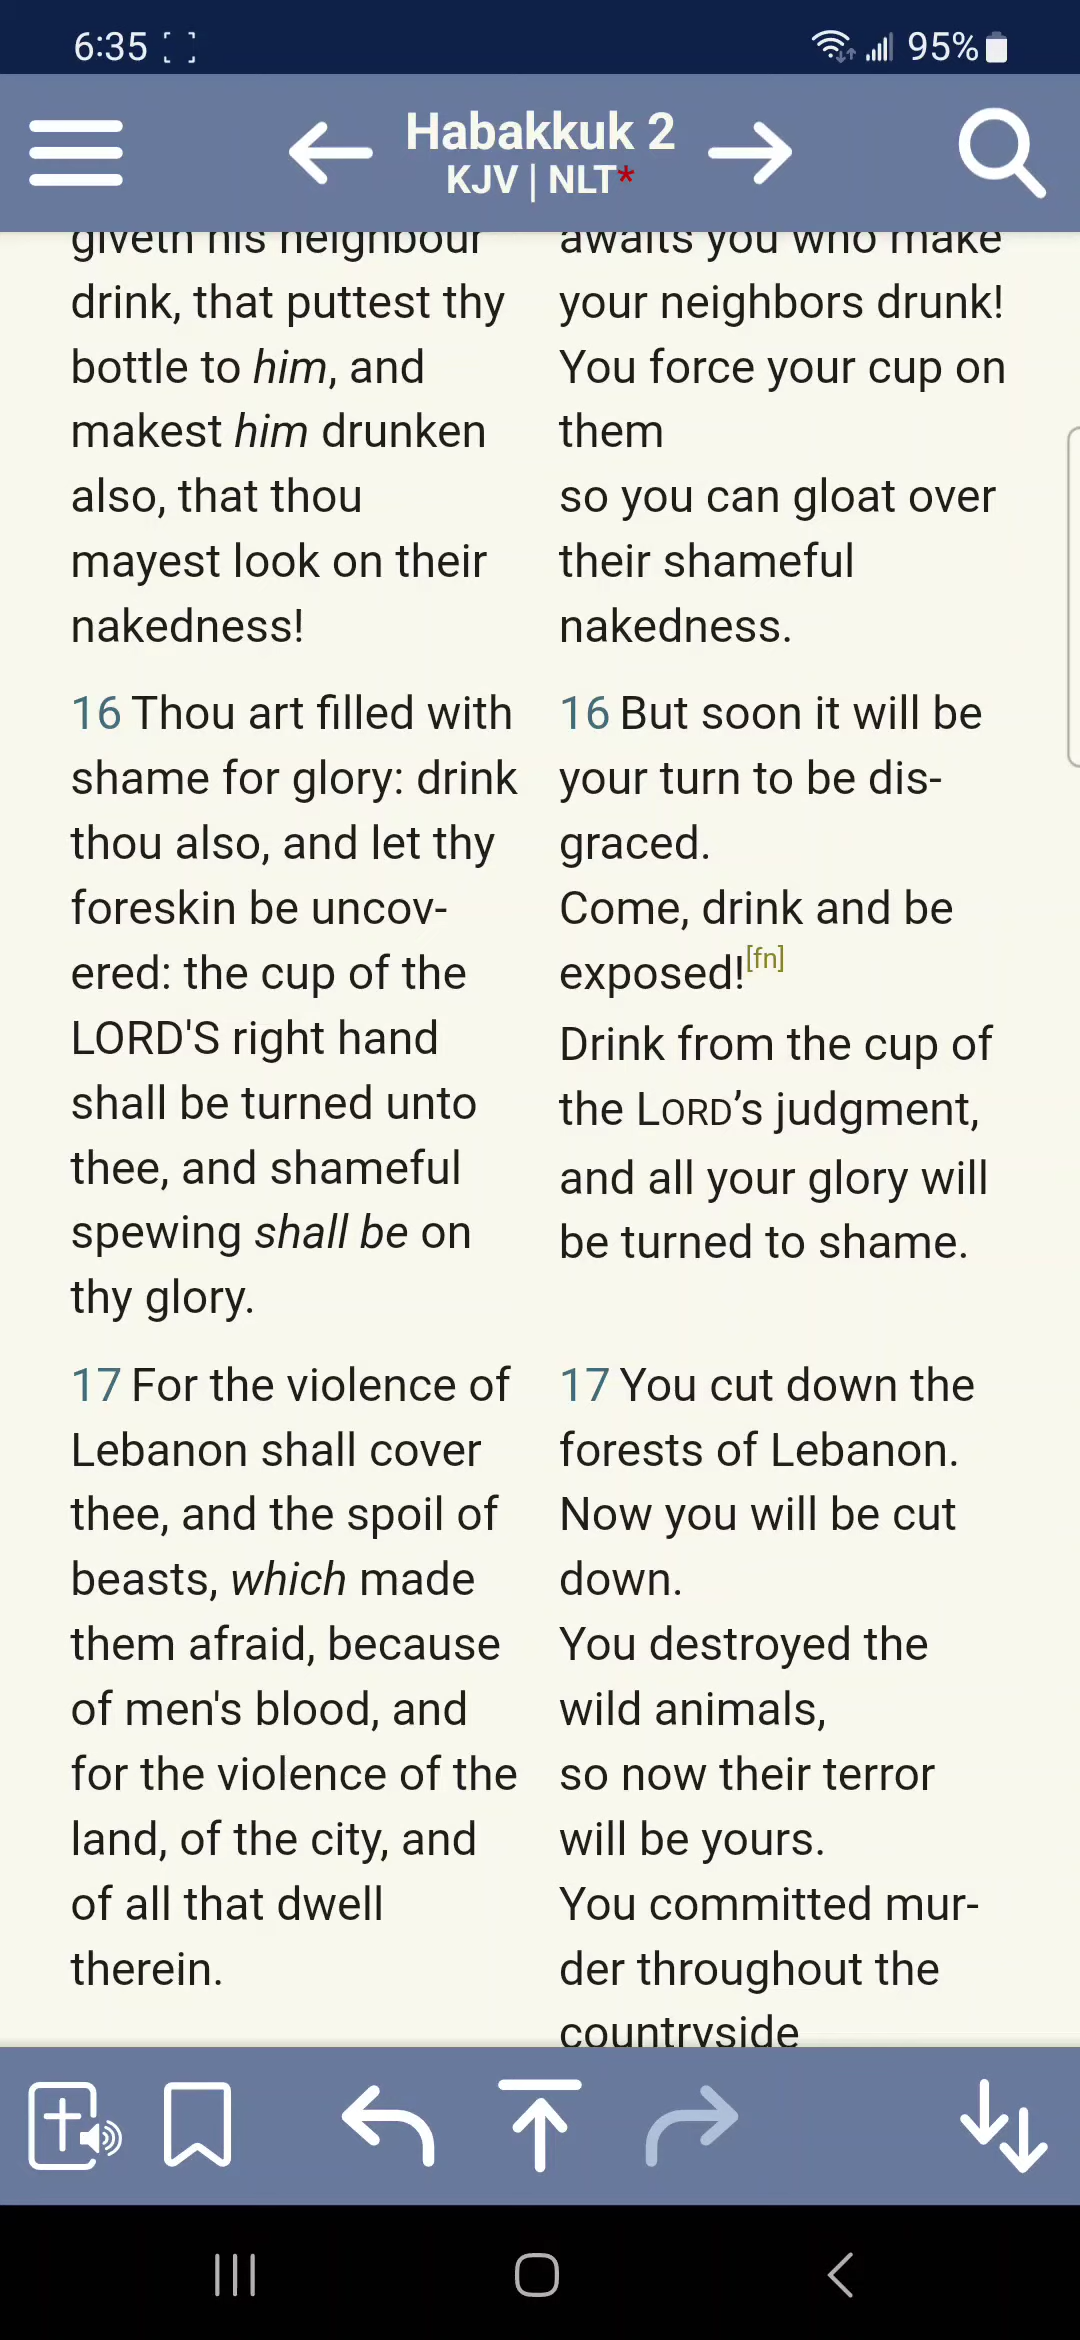 6:35
95%
Habakkuk 2
KJV | NLT*
giveth his neighbour
drink, that puttest thy
bottle to him, and
makest him drunken
also, that thou
mayest look on their
nakedness!
16 Thou art filled with
shame for glory: drink
thou also, and let thy
foreskin be uncov-
ered: the cup of the
LORD'S right hand
shall be turned unto
thee, and shameful
spewing shall be on
thy glory.
17 For the violence of
Lebanon shall cover
thee, and the spoil of
beasts, which made
them afraid, because
of men's blood, and
for the violence of the
land, of the city, and
of all that dwell
therein.
awaits you who make
your neighbors drunk!
You force your cup on
them
so you can gloat over
their shameful
nakedness.
16 But soon it will be
your turn to be dis-
graced.
Come, drink and be
exposed![fn]
Drink from the cup of
the LORD’s judgment,
and all your glory will
be turned to shame.
17 You cut down the
forests of Lebanon.
Now you will be cut
down.
You destroyed the
wild animals,
so now their terror
will be yours.
You committed mur-
der throughout the
countryside